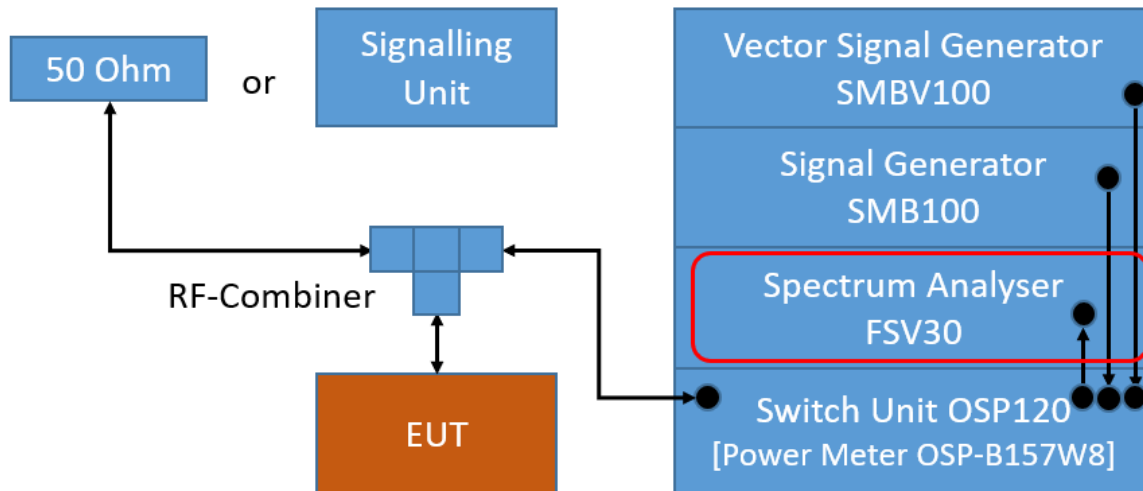 50 Ohm
or
Signalling
Unit
RF-Combiner
EUT
Vector Signal Generator
SMBV100
Signal Generator
SMB100
Spectrum Analyser
FSV30
Switch Unit OSP120
[Power Meter OSP-B157W8]